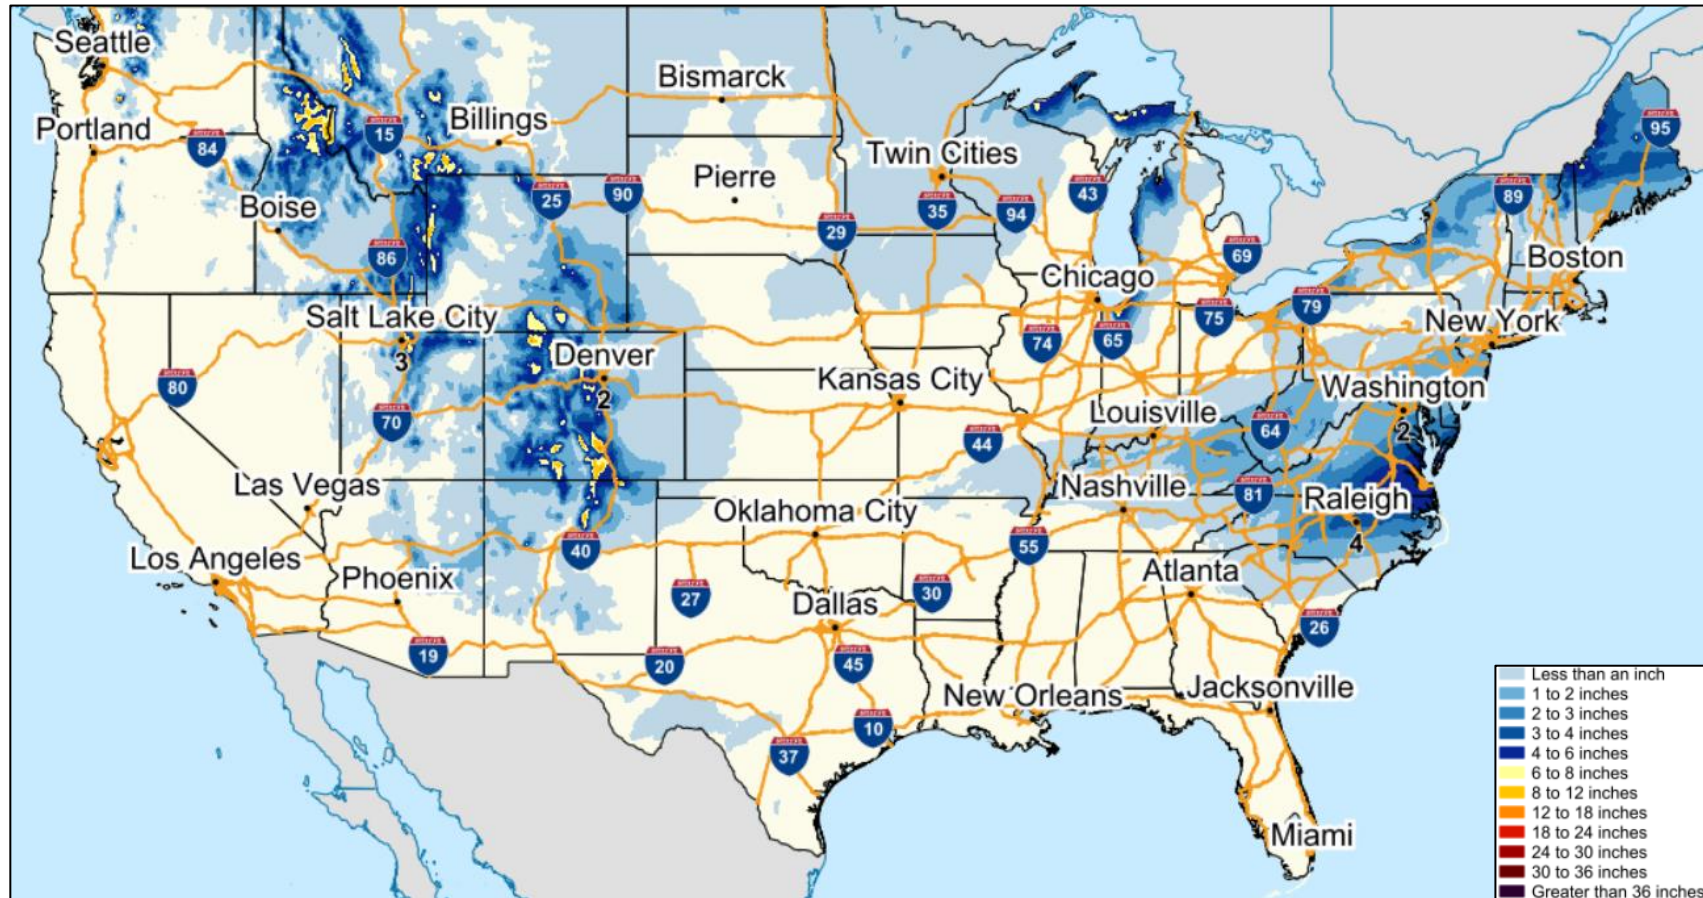 Seattle
Bismarck
Billings
Portland
15
95
84
Twin Cities
Pierre
Boise
25
90
35
94
43
89
29
86
69
Boston
Chicago
Salt Lake City
79
75
New York
3
Denver
74
65
Kansas City
Washington
80
2
Louisville
70
44
64
2
Las Vegas
Nashville
81
Raleigh
Oklahoma City
40
55
4
Los Angeles
Phoenix
Atlanta
27
Dallas
30
26
19
20
45
New Orleans
Jacksonville
10
37
Miami
Less than an inch
1 to 2 inches
2 to 3 inches
3 to 4 inches
4 to 6 inches
6 to 8 inches
8 to 12 inches
12 to 18 inches
18 to 24 inches
24 to 30 inches
30 to 36 inches
Greater than 36 inches